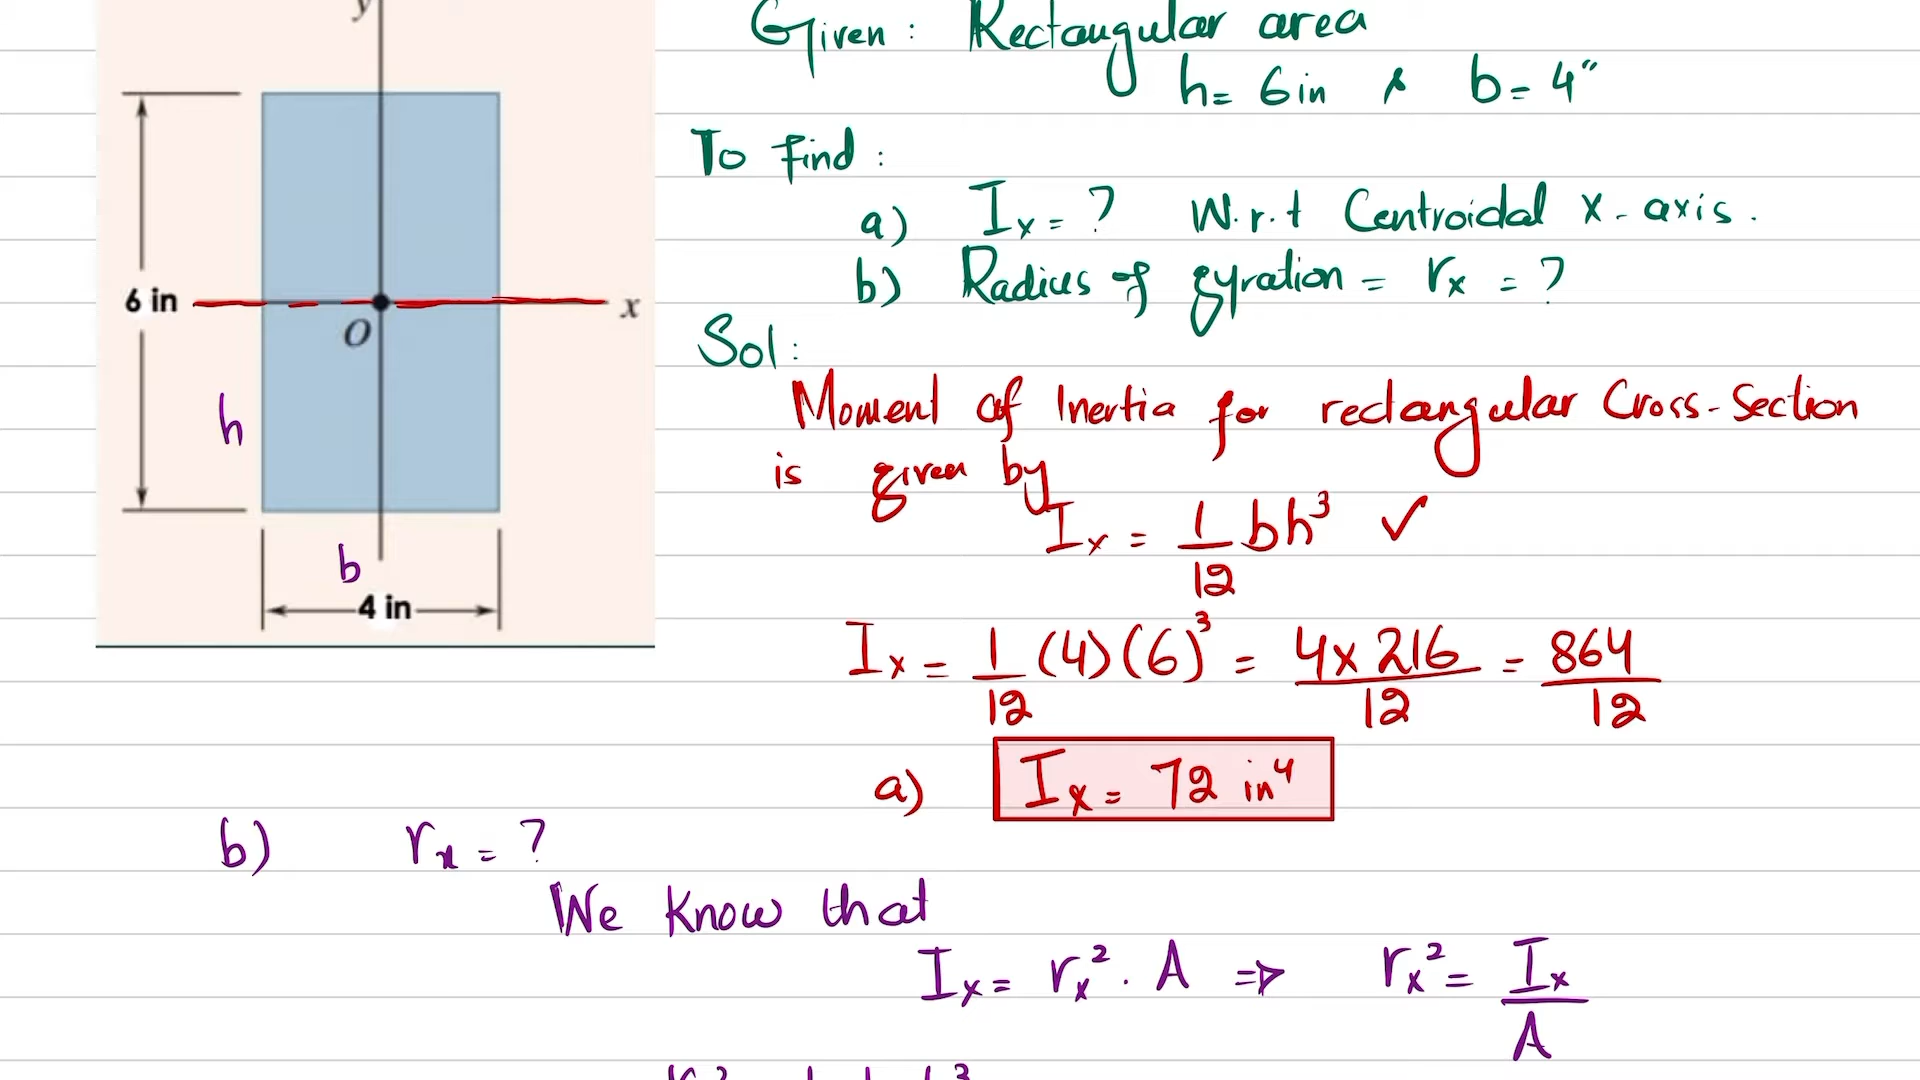 y
6 in
x
O
h
b
4 in
Given : Rectangular area
h = 6 in & b = 4"
To find :
a) Ix = ? W.r.t Centroidal x-axis.
b) Radius of gyration = rx = ?
Sol:
Moment of Inertia for rectangular Cross-Section
is given by
Ix = 1/12 bh³ ✓
Ix = 1/12 (4)(6)³ = 4x216/12 = 864/12
a) Ix = 72 in⁴
b) rx = ?
We Know that
Ix = rx² . A ⇒ rx² = Ix/A